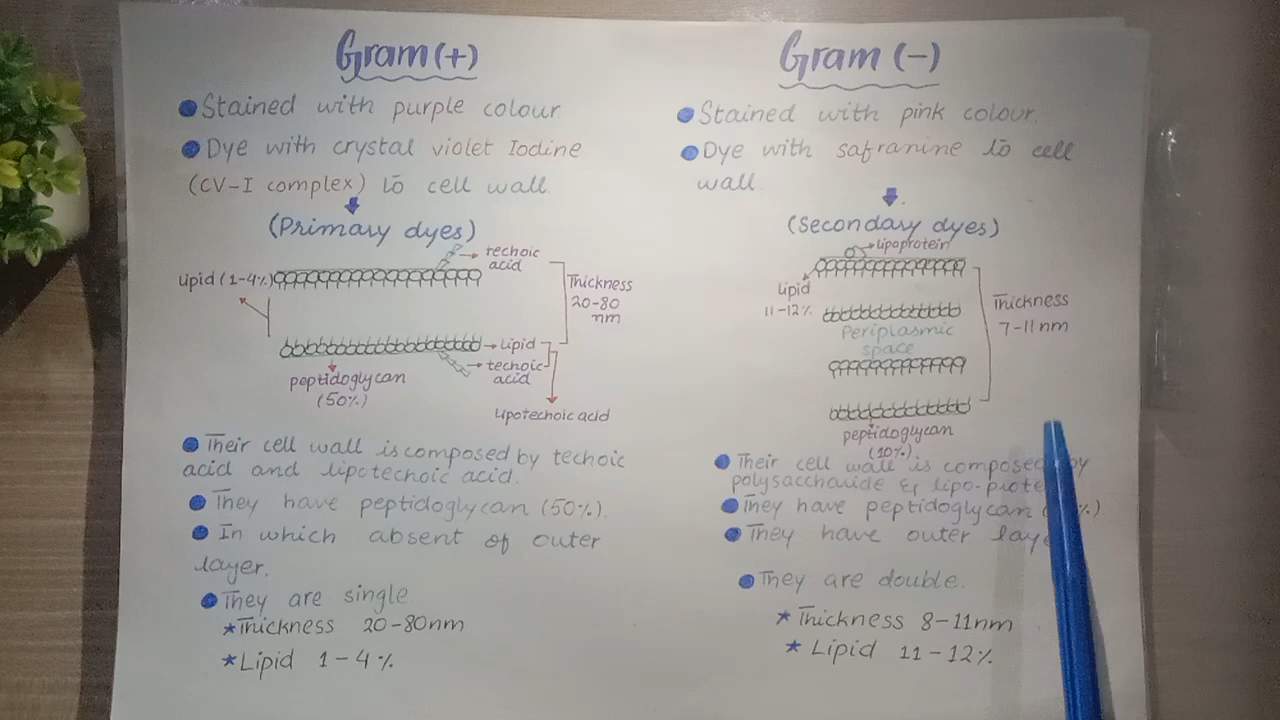 Gram (+)
• Stained with purple colour.
• Dye with crystal violet Iodine
(CV-I complex) to cell wall.
(Primary dyes)
techoic
acid
Lipid (1-4%)
Thickness
20-80
nm
Lipid
techoic
acid
peptidoglycan
(50%)
Lipotechoic acid
• Their cell wall is composed by techoic
acid and lipotechoic acid.
• They have peptidoglycan (50%).
• In which absent of outer
layer.
• They are single
* Thickness 20-80nm
* Lipid 1-4%
Gram (-)
• Stained with pink colour.
• Dye with safranine to cell
wall.
(Secondary dyes)
Lipoprotein
Lipid
11-12%
Periplasmic
space
Thickness
7-11nm
peptidoglycan
(10%)
• Their cell wall is composed by
polysaccharide & lipo-prote
• They have peptidoglycan %)
• They have outer laye
• They are double.
* Thickness 8-11nm
* Lipid 11-12%